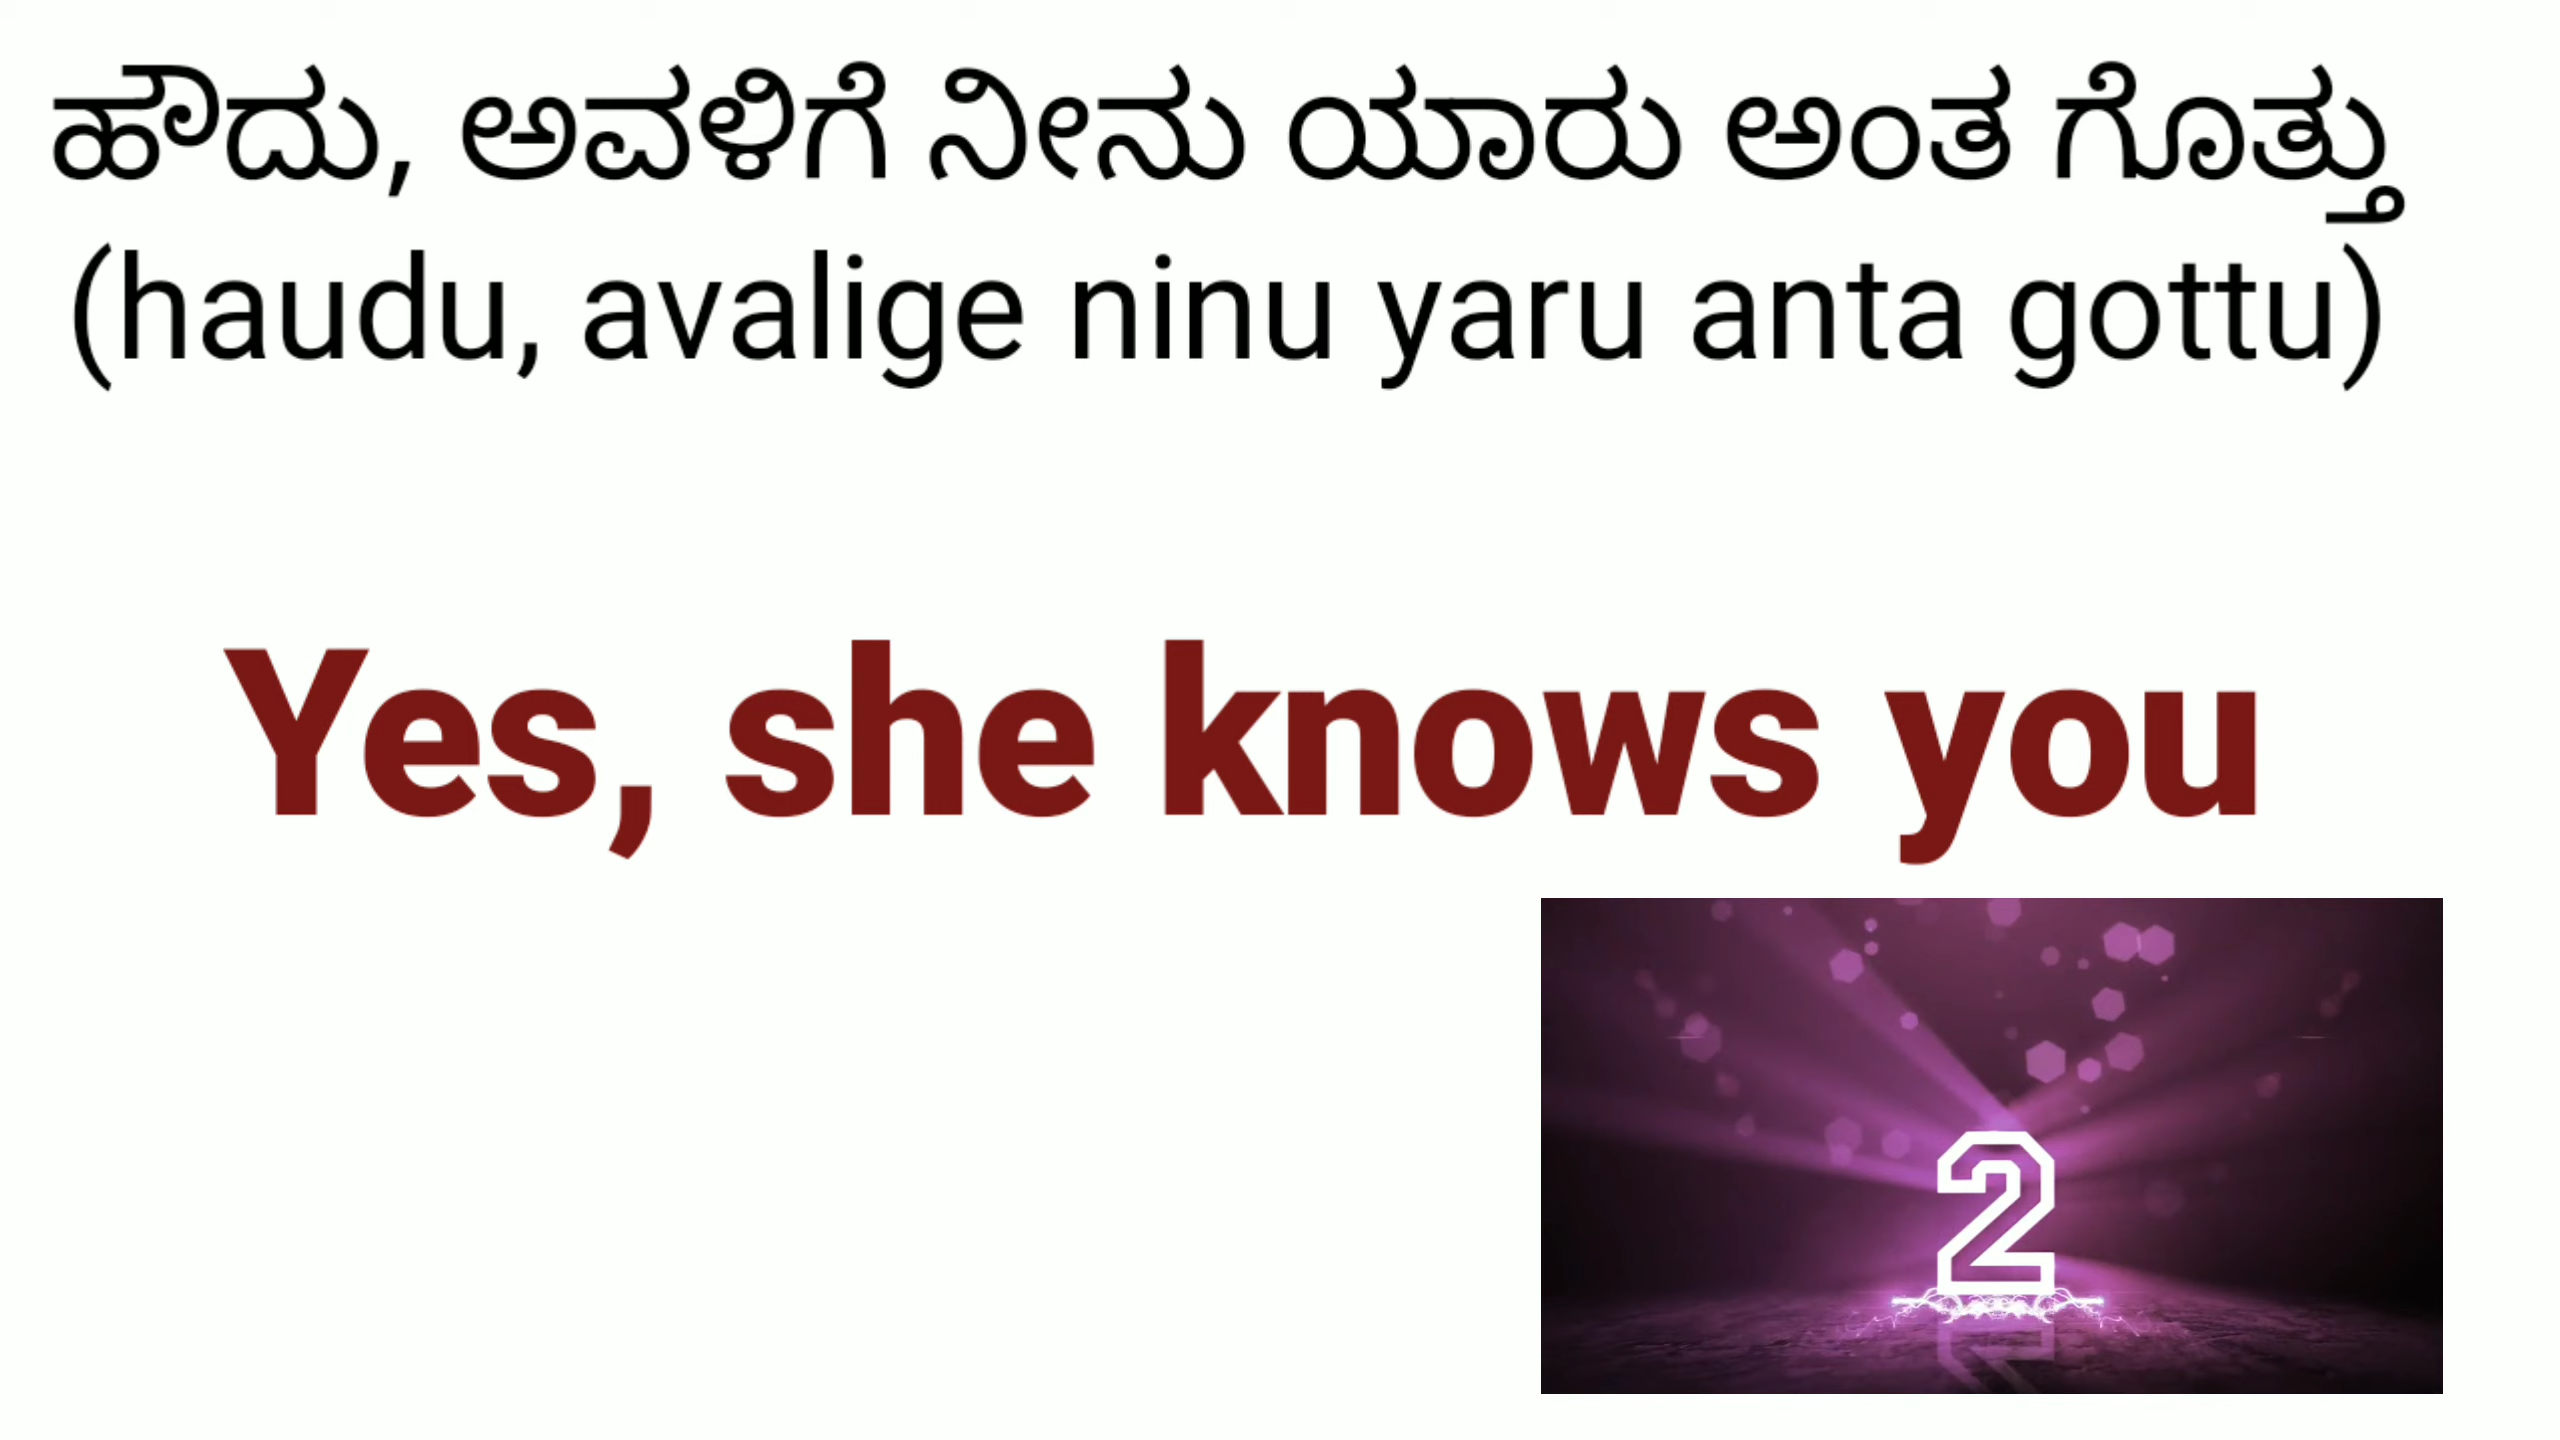 ಹೌದು, ಅವಳಿಗೆ ನೀನು ಯಾರು ಅಂತ ಗೊತ್ತು
(haudu, avalige ninu yaru anta gottu)
Yes, she knows you
2